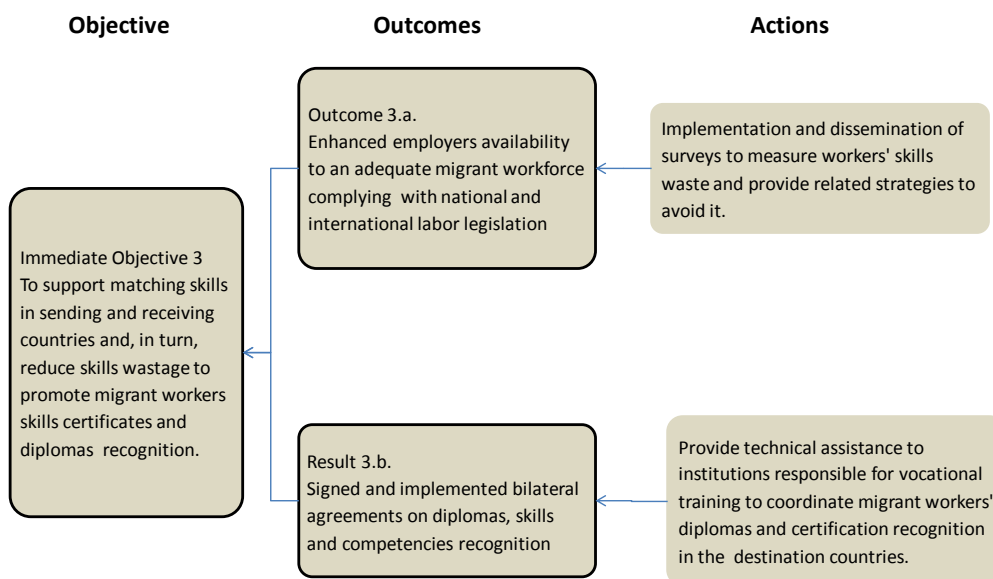 Objective
Outcomes
Actions
Immediate Objective 3
To support matching skills
in sending and receiving
countries and, in turn,
reduce skills wastage to
promote migrant workers
skills certificates and
diplomas recognition.
Outcome 3.a.
Enhanced employers availability
to an adequate migrant workforce
complying with national and
international labor legislation
Implementation and dissemination of
surveys to measure workers' skills
waste and provide related strategies to
avoid it.
Result 3.b.
Signed and implemented bilateral
agreements on diplomas, skills
and competencies recognition
Provide technical assistance to
institutions responsible for vocational
training to coordinate migrant workers'
diplomas and certification recognition
in the destination countries.